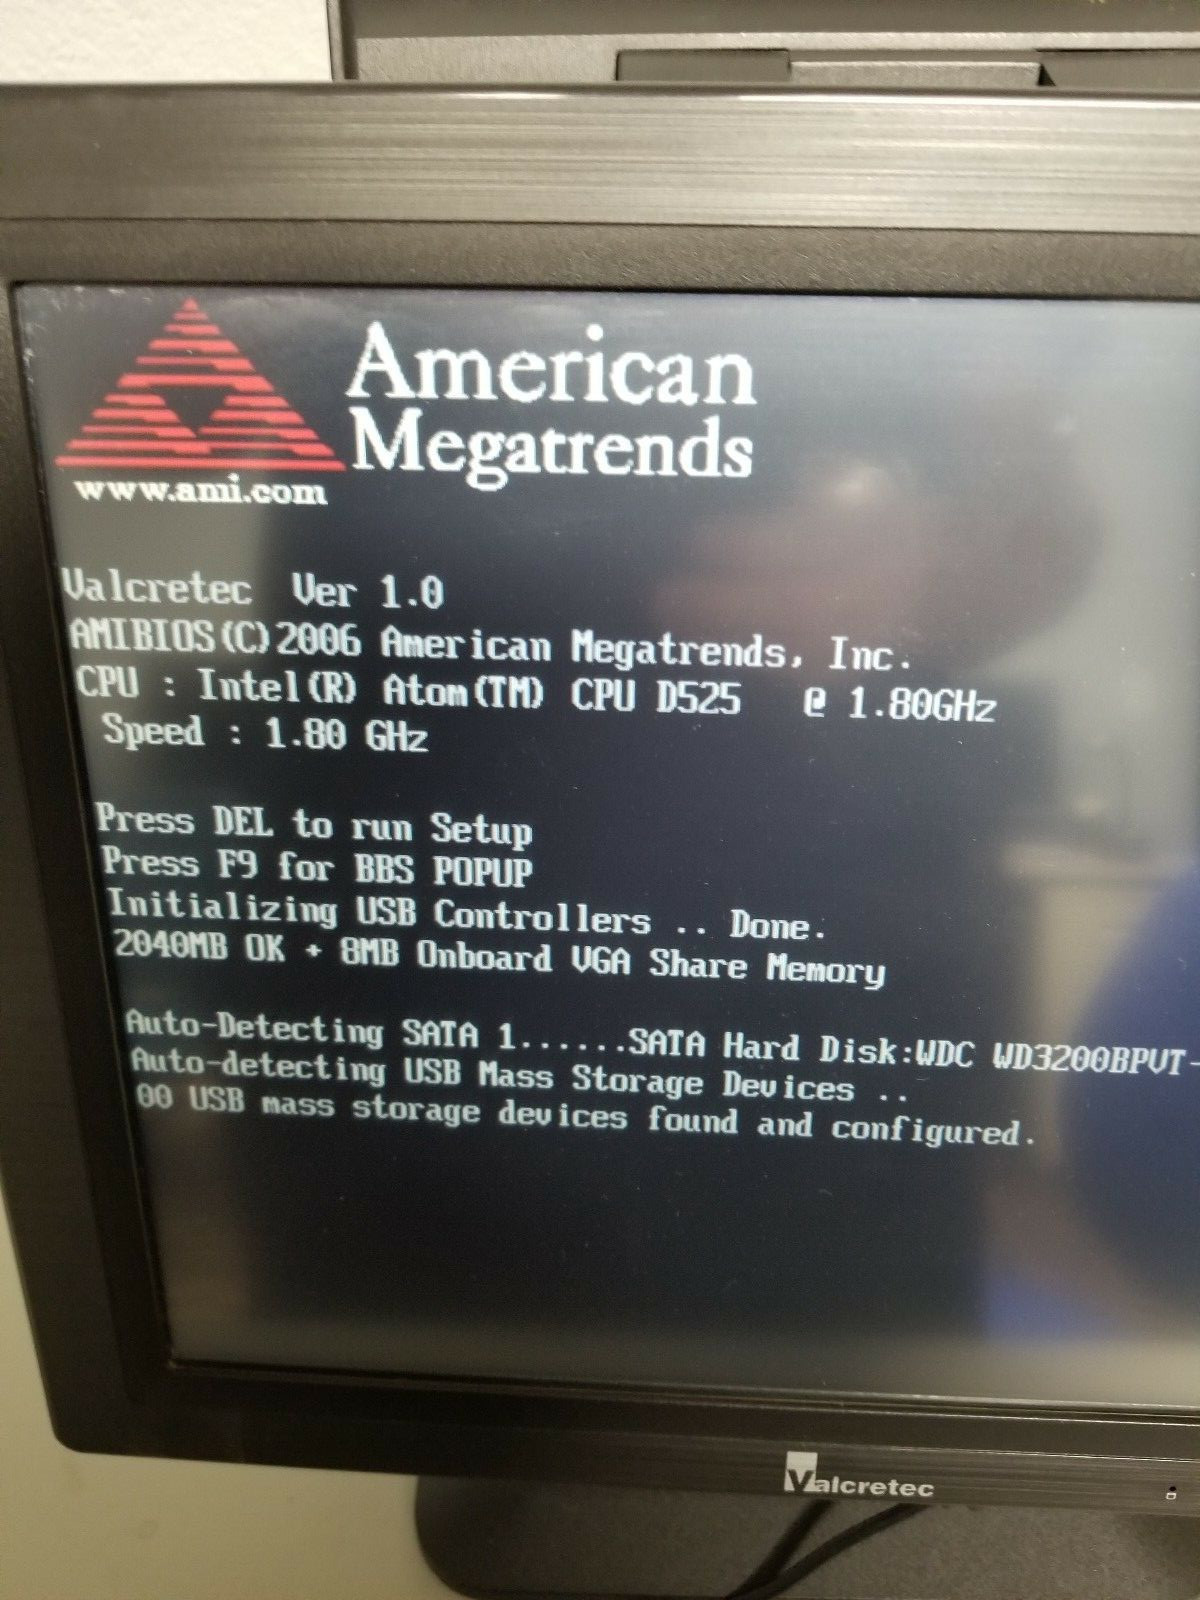 American
Megatrends
www.ami.com
Valcretec Ver 1.0
AMIBIOS(C)2006 American Megatrends, Inc.
CPU : Intel(R) Atom(TM) CPU D525 @ 1.80GHz
Speed : 1.80 GHz
Press DEL to run Setup
Press F9 for BBS POPUP
Initializing USB Controllers .. Done.
2040MB OK + 8MB Onboard VGA Share Memory
Auto-Detecting SATA 1......SATA Hard Disk:WDC WD3200BPVT-
Auto-detecting USB Mass Storage Devices ..
00 USB mass storage devices found and configured.
Valcretec